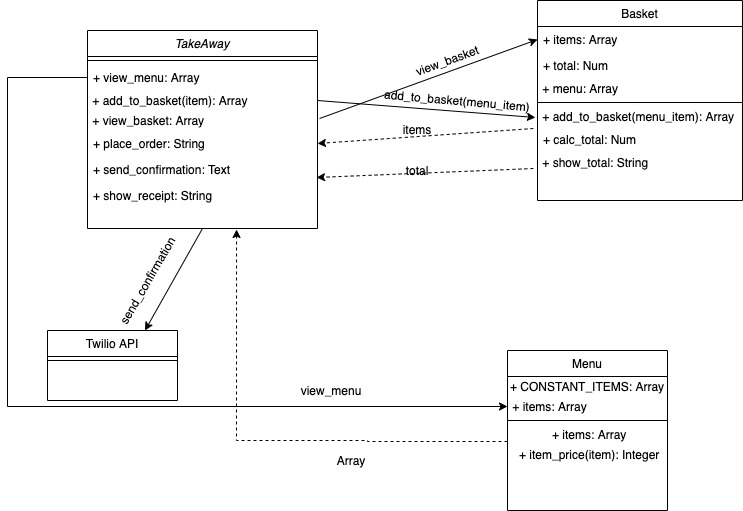 TakeAway
+ view_menu: Array
+ add_to_basket(item): Array
+ view_basket: Array
+ place_order: String
+ send_confirmation: Text
+ show_receipt: String
view_basket
add_to_basket(menu_item)
items
total
Basket
+ items: Array
+ total: Num
+ menu: Array
+ add_to_basket(menu_item): Array
+ calc_total: Num
+ show_total: String
send_confirmation
Twilio API
view_menu
Array
Menu
+ CONSTANT_ITEMS: Array
+ items: Array
+ items: Array
+ item_price(item): Integer